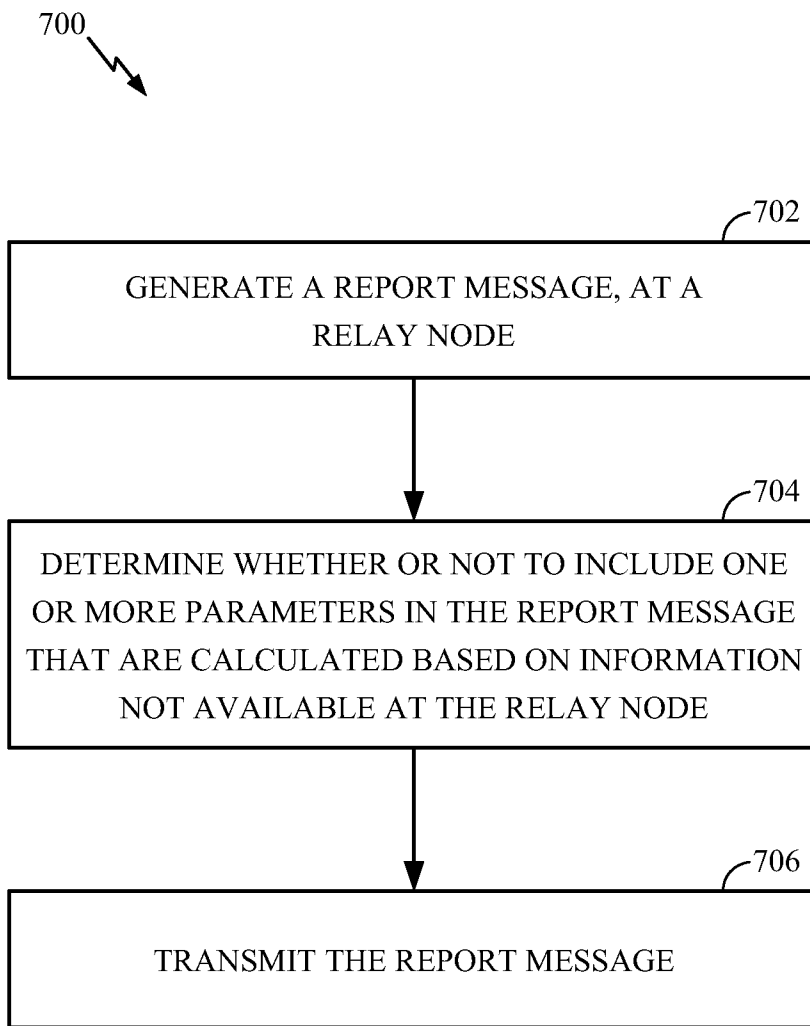 700
702
GENERATE A REPORT MESSAGE, AT A
RELAY NODE
704
DETERMINE WHETHER OR NOT TO INCLUDE ONE
OR MORE PARAMETERS IN THE REPORT MESSAGE
THAT ARE CALCULATED BASED ON INFORMATION
NOT AVAILABLE AT THE RELAY NODE
706
TRANSMIT THE REPORT MESSAGE